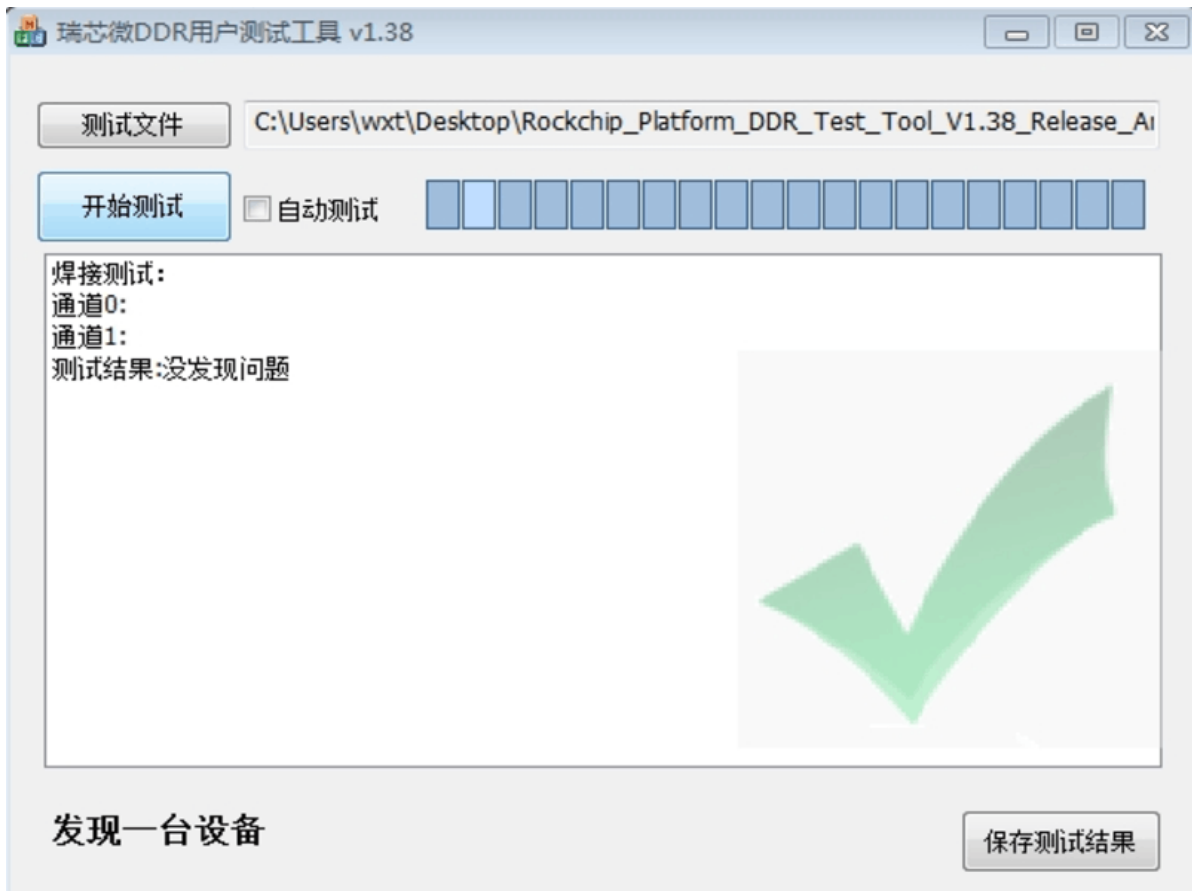 瑞芯微DDR用户测试工具 v1.38
测试文件
C:\Users\wxt\Desktop\Rockchip_Platform_DDR_Test_Tool_V1.38_Release_A
开始测试
自动测试
焊接测试:
通道0:
通道1:
测试结果:没发现问题
发现一台设备
保存测试结果